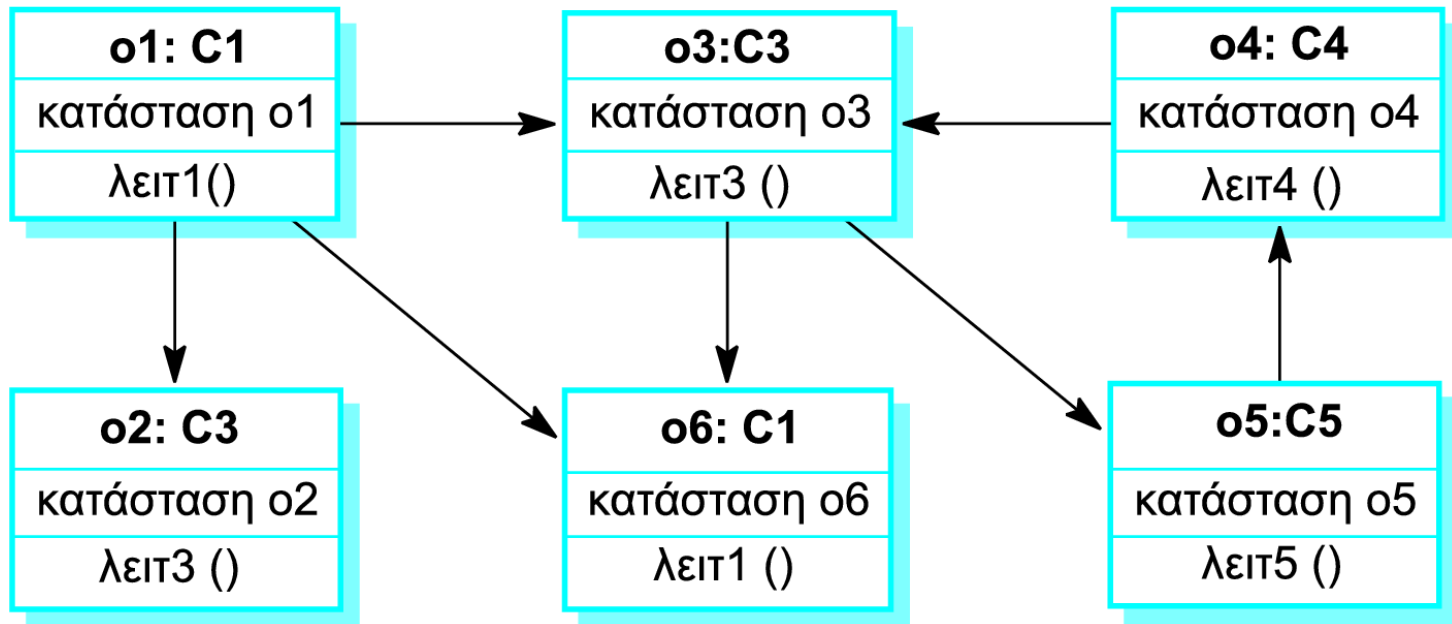 o1: C1
κατάσταση o1
λειτ1()
o3:C3
κατάσταση o3
λειτ3 ()
o4: C4
κατάσταση o4
λειτ4 ()
o2: C3
κατάσταση o2
λειτ3 ()
o6: C1
κατάσταση o6
λειτ1 ()
o5:C5
κατάσταση o5
λειτ5 ()